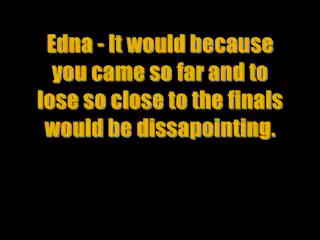 Edna - It would because
you came so far and to
lose so close to the finals
would be dissapointing.